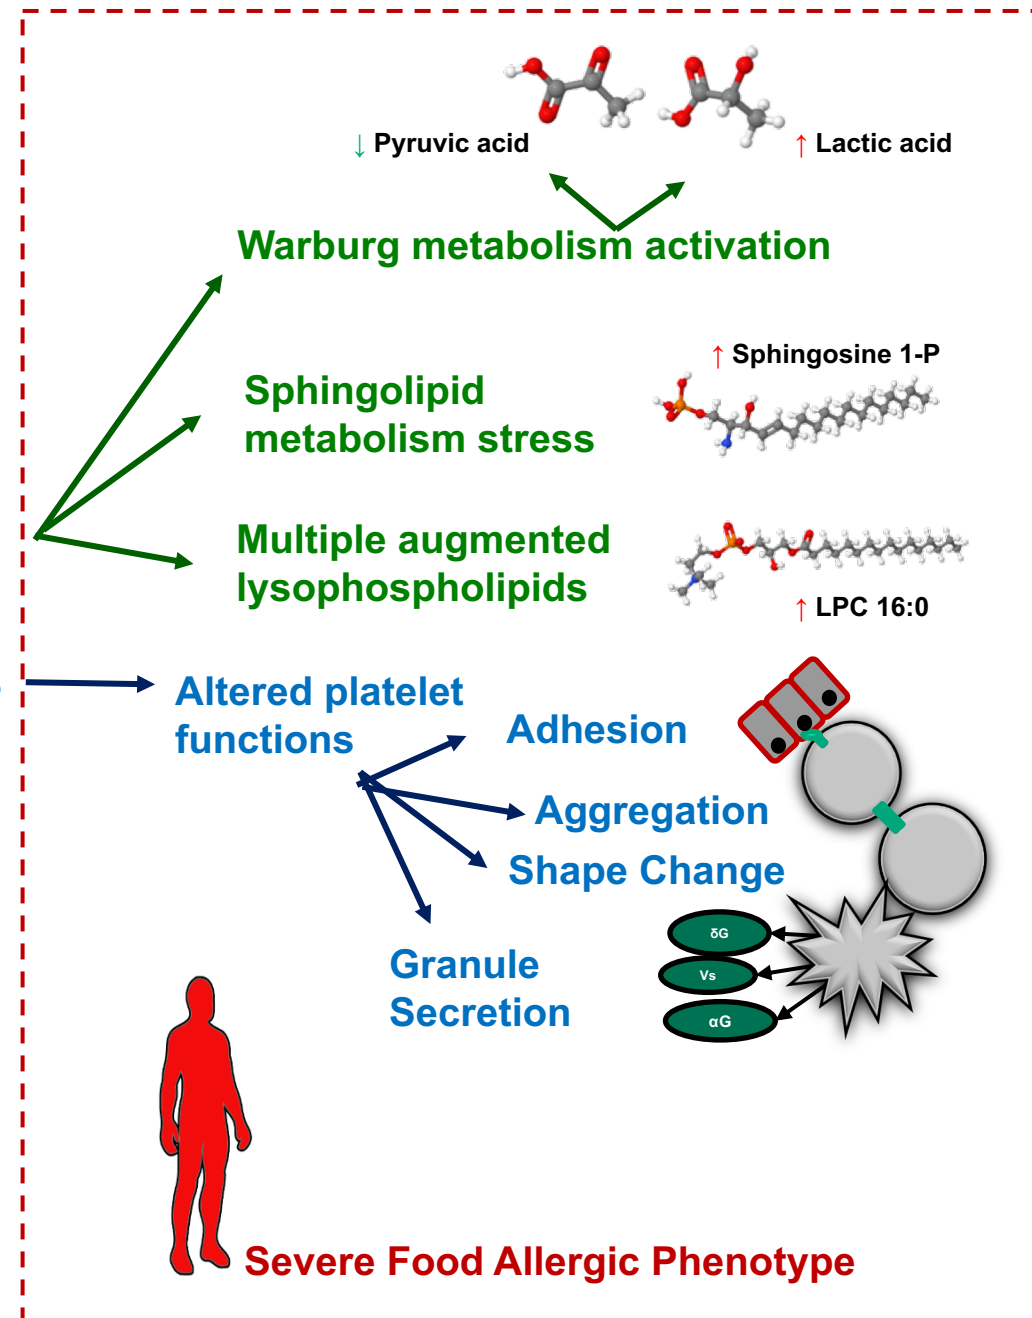 ↓ Pyruvic acid
↑ Lactic acid
Warburg metabolism activation
↑ Sphingosine 1-P
Sphingolipid
metabolism stress
Multiple augmented
lysophospholipids
↑ LPC 16:0
Altered platelet
functions
Adhesion
Aggregation
Shape Change
δG
Vs
αG
Granule
Secretion
Severe Food Allergic Phenotype